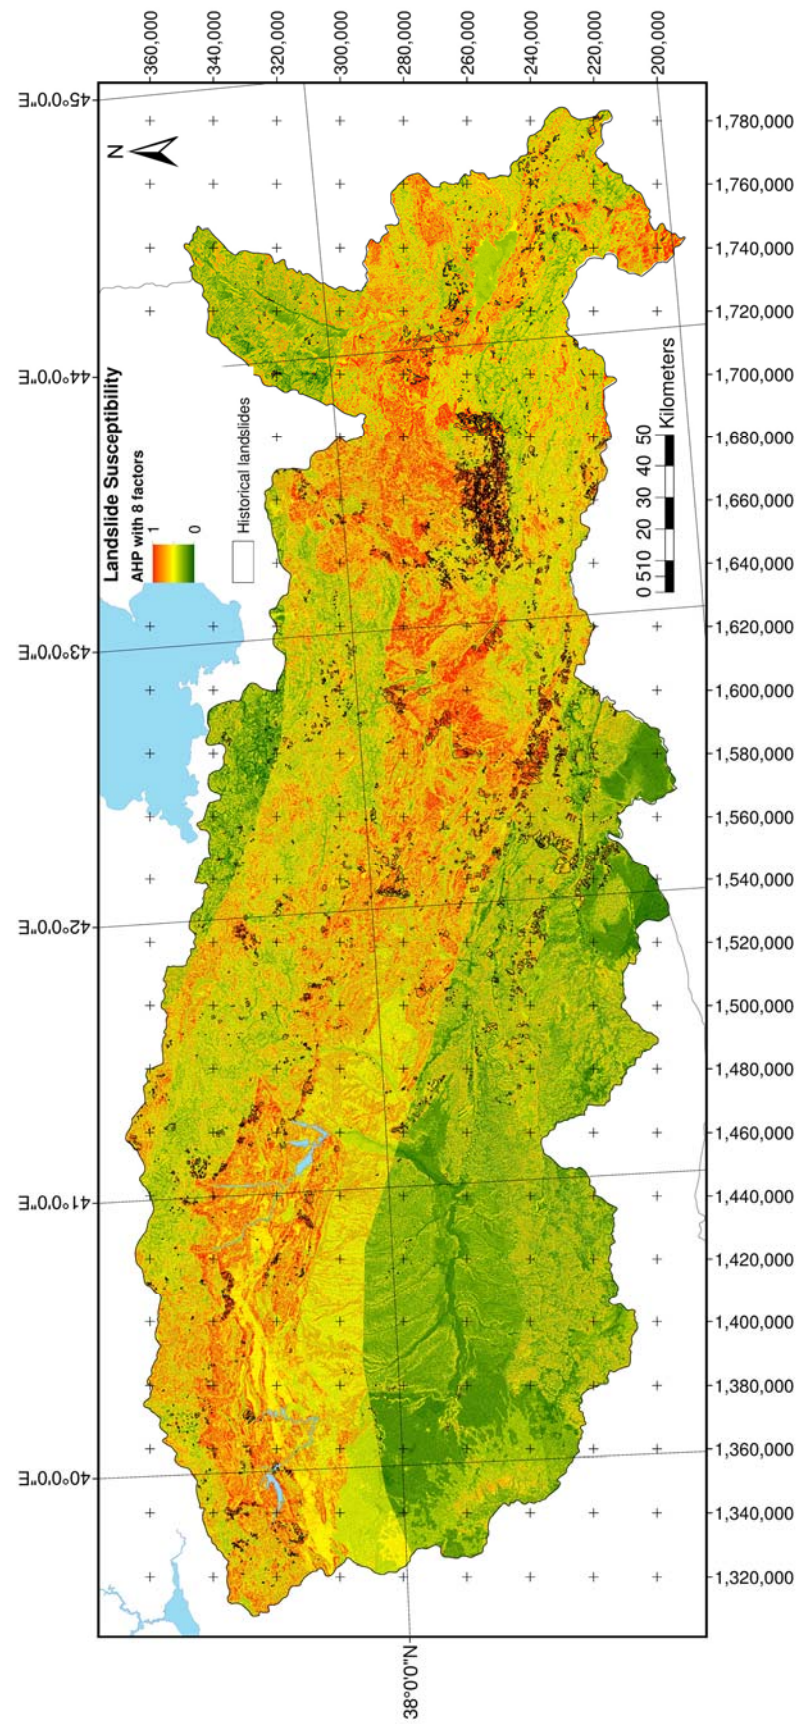 45°0'0"E
44°0'0"E
43°0'0"E
42°0'0"E
41°0'0"E
40°0'0"E
38°0'0"N
N
Landslide Susceptibility
AHP with 8 factors
1
0
Historical landslides
0 5 10 20 30 40 50
Kilometers
360,000
340,000
320,000
300,000
280,000
260,000
240,000
220,000
200,000
1,780,000
1,760,000
1,740,000
1,720,000
1,700,000
1,680,000
1,660,000
1,640,000
1,620,000
1,600,000
1,580,000
1,560,000
1,540,000
1,520,000
1,500,000
1,480,000
1,460,000
1,440,000
1,420,000
1,400,000
1,380,000
1,360,000
1,340,000
1,320,000